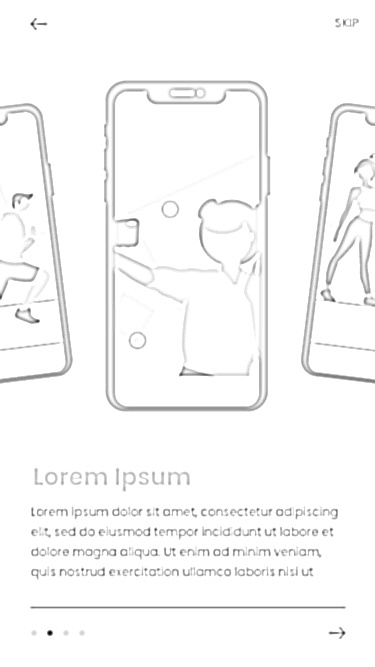 SKIP
Lorem Ipsum
Lorem ipsum dolor sit amet, consectetur adipiscing
elit, sed do eiusmod tempor incididunt ut labore et
dolore magna aliqua. Ut enim ad minim veniam,
quis nostrud exercitation ullamco laboris nisi ut